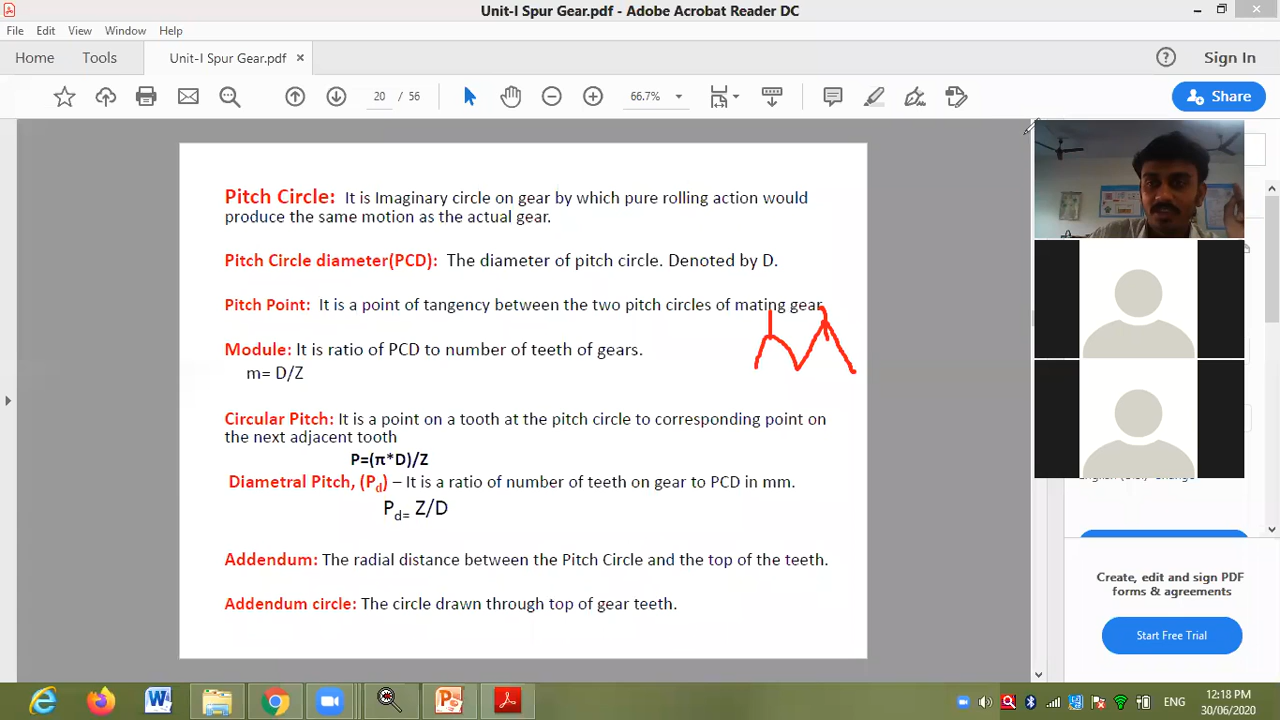 Unit-I Spur Gear.pdf - Adobe Acrobat Reader DC
File Edit View Window Help
Home Tools Unit-I Spur Gear.pdf × Sign In
20 / 56 66.7% Share
Pitch Circle: It is Imaginary circle on gear by which pure rolling action would
produce the same motion as the actual gear.
Pitch Circle diameter(PCD): The diameter of pitch circle. Denoted by D.
Pitch Point: It is a point of tangency between the two pitch circles of mating gear
Module: It is ratio of PCD to number of teeth of gears.
m= D/Z
Circular Pitch: It is a point on a tooth at the pitch circle to corresponding point on
the next adjacent tooth
P=(π*D)/Z
Diametral Pitch, (Pd) – It is a ratio of number of teeth on gear to PCD in mm.
Pd= Z/D
Addendum: The radial distance between the Pitch Circle and the top of the teeth.
Addendum circle: The circle drawn through top of gear teeth.
Create, edit and sign PDF
forms & agreements
Start Free Trial
ENG
12:18 PM
30/06/2020